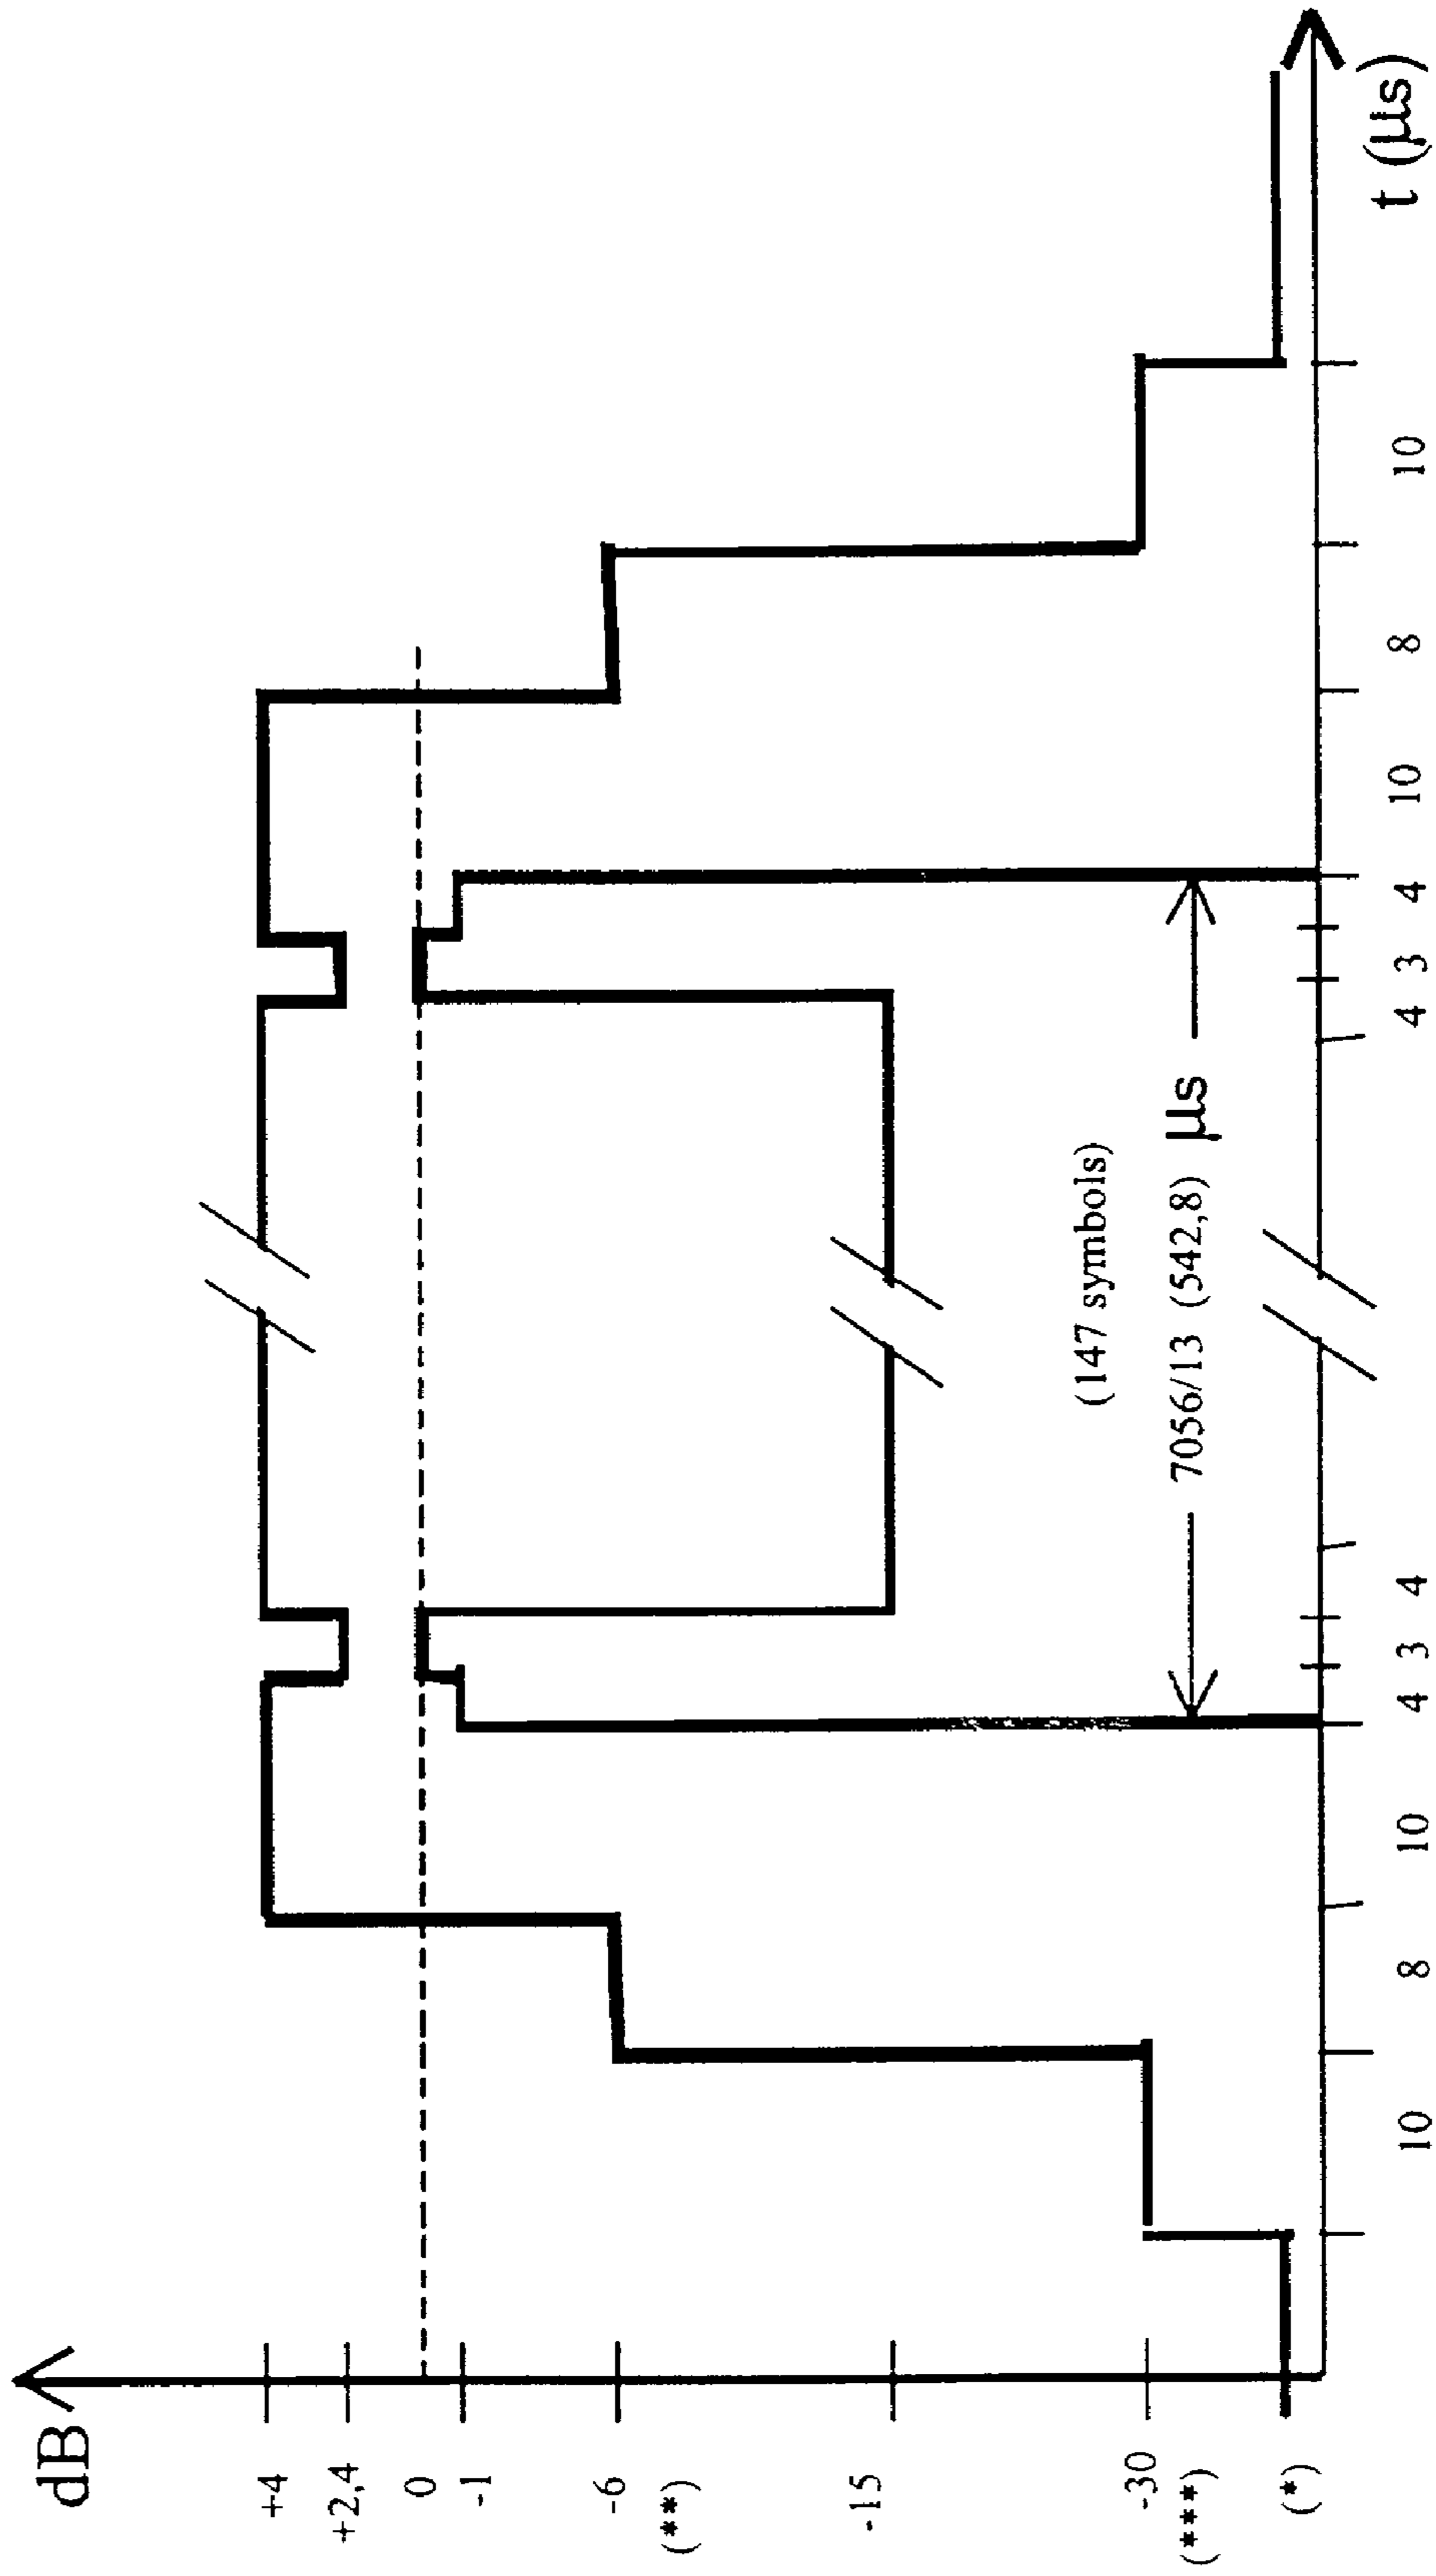 dB
+4
+2,4
0
-1
-6
(**)
-15
-30
(***)
(*)
(147 symbols)
7056/13 (542,8) µs
10 8 10 4 3 4 4 3 4 10 8 10
t (µs)